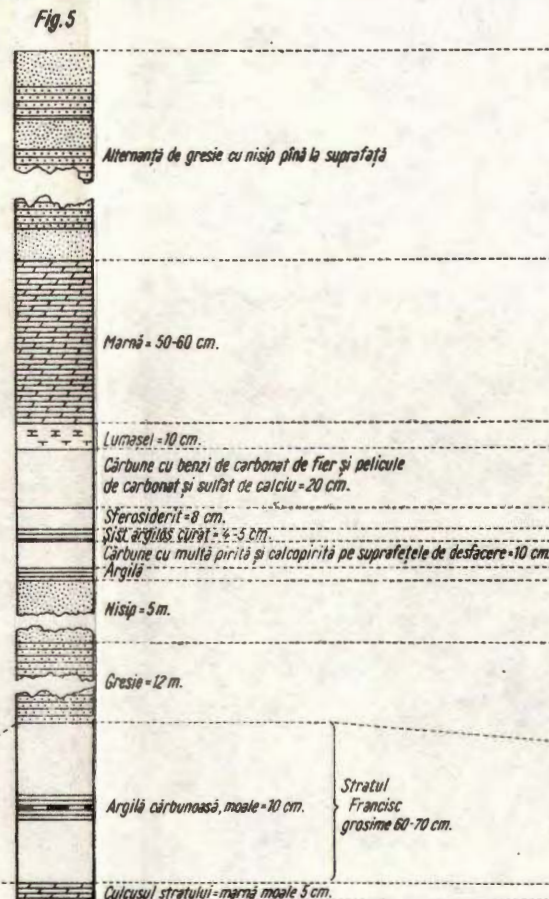 Fig. 5
Alternanță de gresie cu nisip pînă la suprafață
Marnă = 50-60 cm.
Lumașel = 10 cm.
Cărbune cu benzi de carbonat de fier și pelicule
de carbonat și sulfat de calciu = 20 cm.
Sferosiderit = 8 cm.
Șist argilos curat = 4-5 cm.
Cărbune cu multă pirită și calcopirită pe suprafețele de desfacere = 10 cm.
Argilă
Nisip = 5 m.
Gresie = 12 m.
Argilă cărbunoasă, moale = 10 cm.
Stratul
Francisc
grosime 60-70 cm.
Culcușul stratului = marnă moale 5 cm.